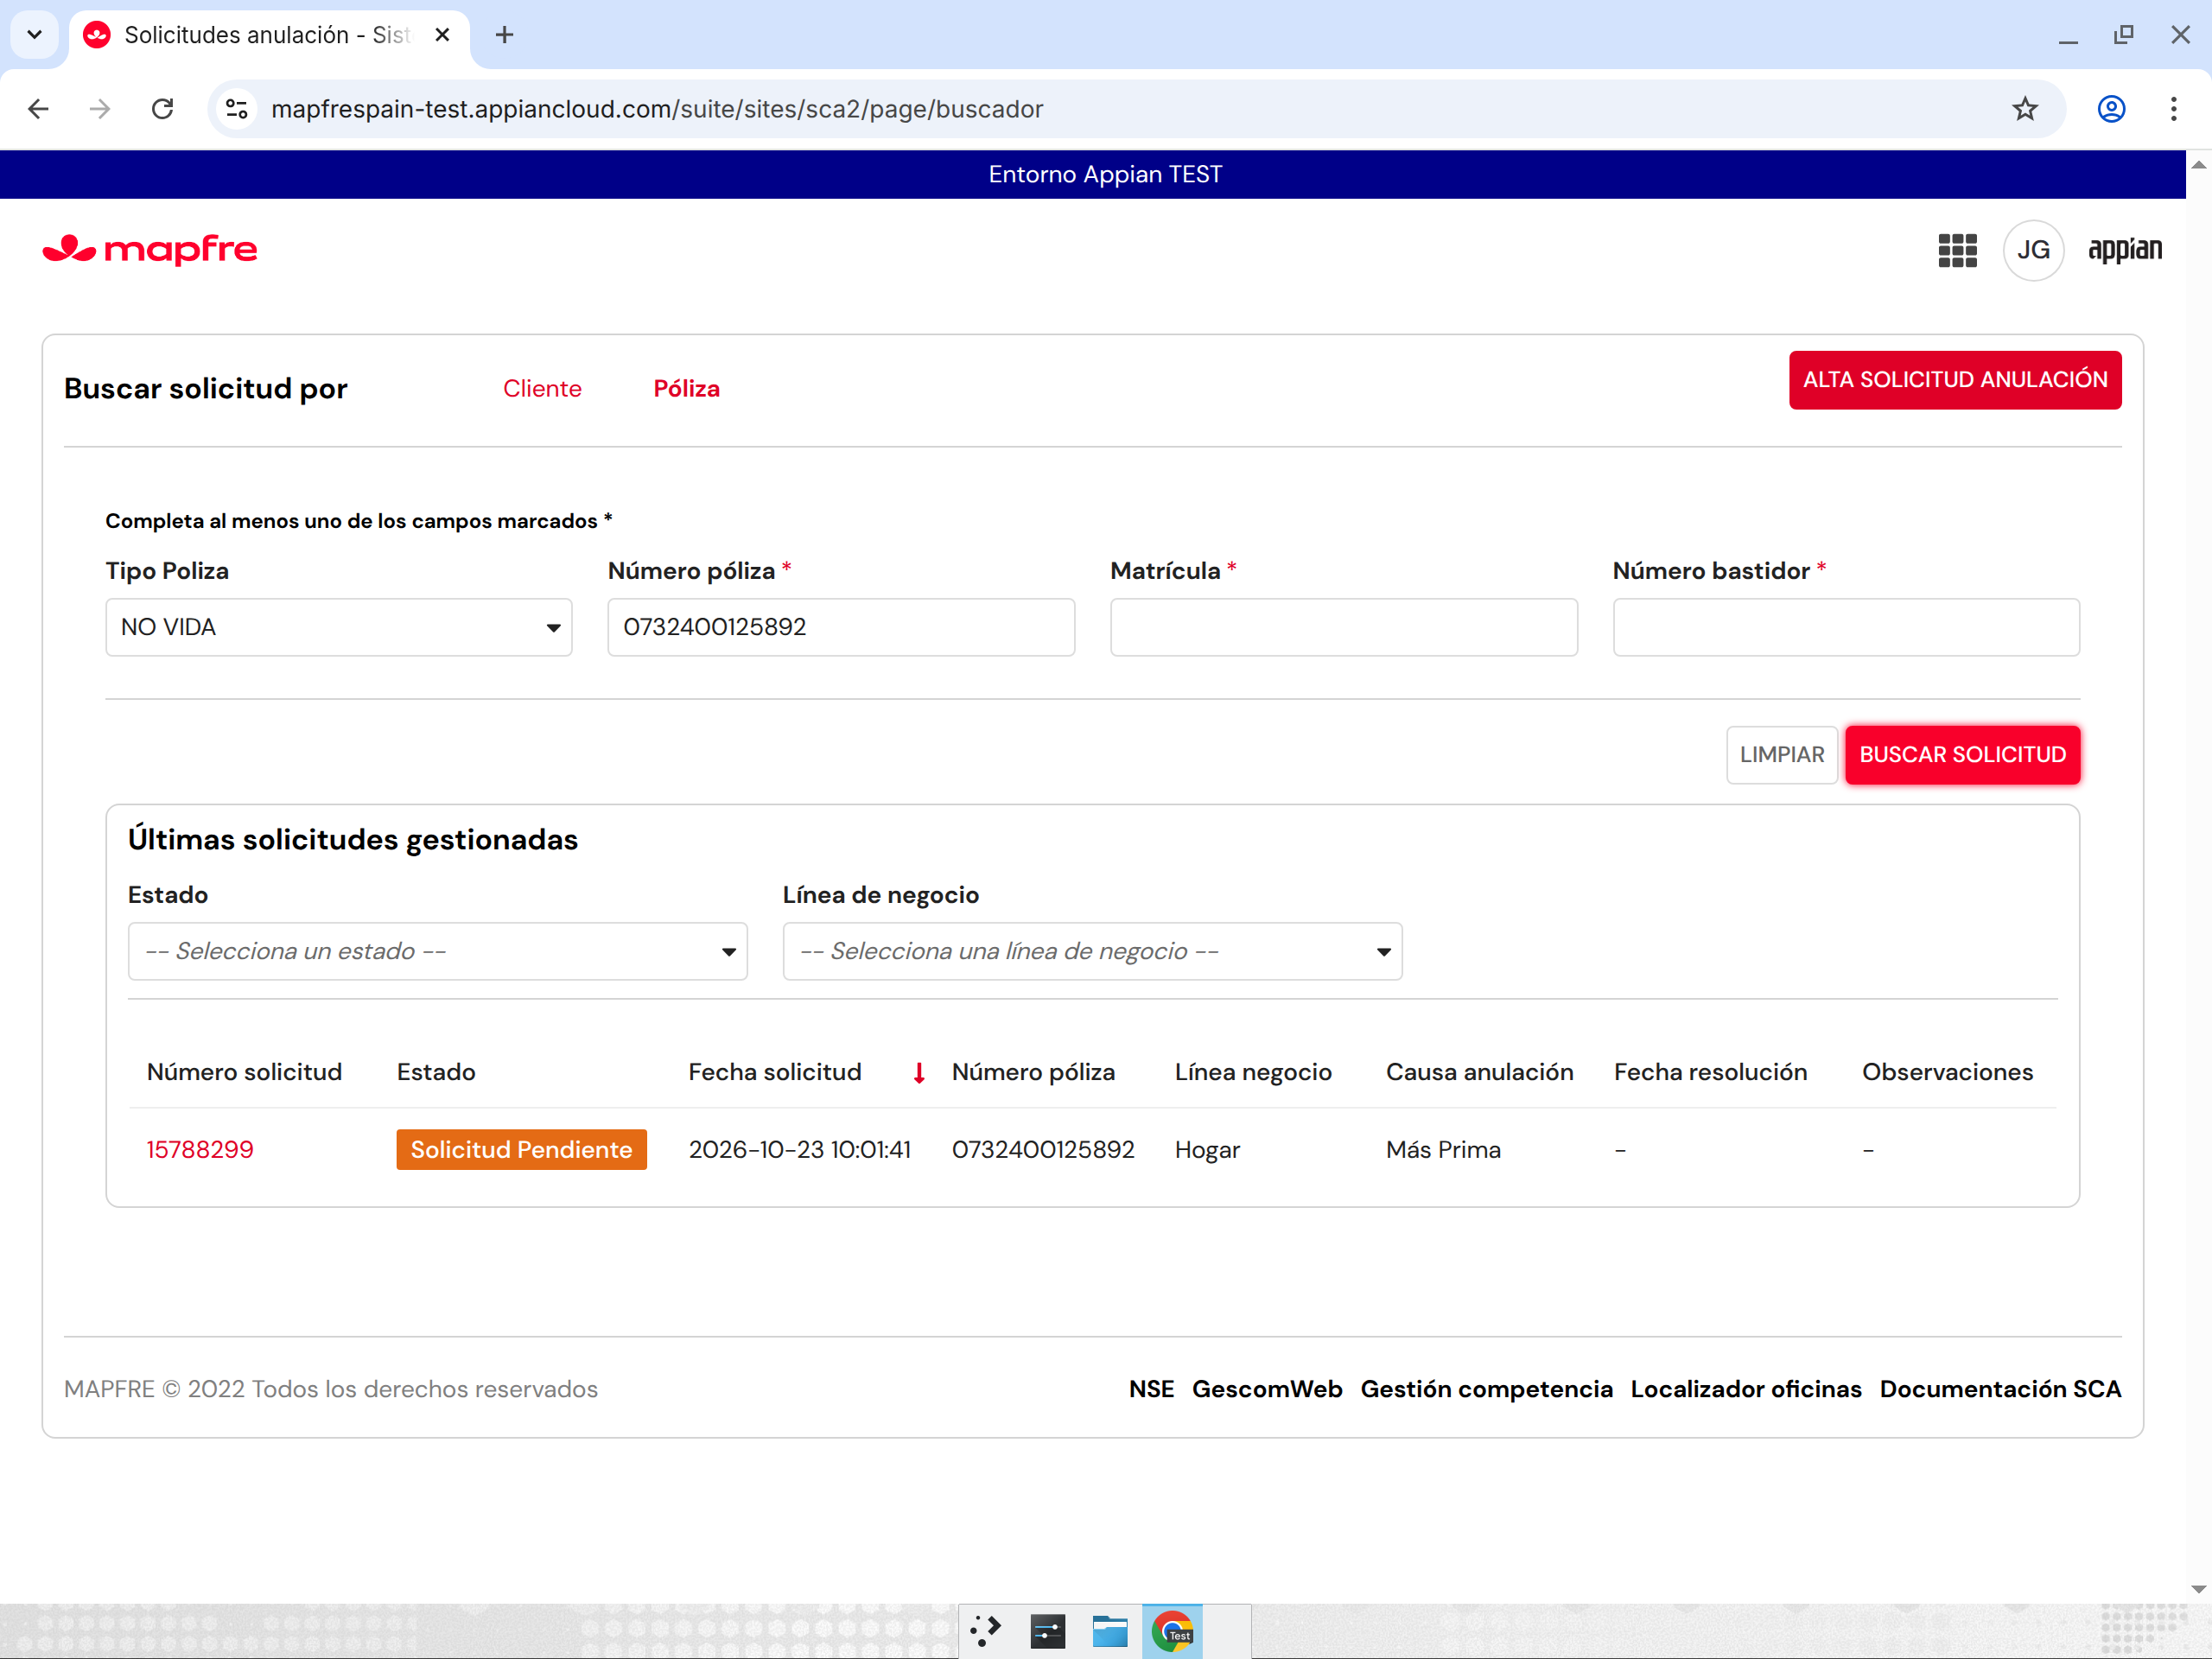 Solicitudes anulación - Sist
mapfrespain-test.appiancloud.com/suite/sites/sca2/page/buscador
Entorno Appian TEST
mapfre
JG
appian
Buscar solicitud por
Cliente
Póliza
ALTA SOLICITUD ANULACIÓN
Completa al menos uno de los campos marcados *
Tipo Poliza
Número póliza *
Matrícula *
Número bastidor *
NO VIDA
0732400125892
LIMPIAR
BUSCAR SOLICITUD
Últimas solicitudes gestionadas
Estado
Línea de negocio
-- Selecciona un estado --
-- Selecciona una línea de negocio --
Número solicitud
Estado
Fecha solicitud
Número póliza
Línea negocio
Causa anulación
Fecha resolución
Observaciones
15788299
Solicitud Pendiente
2026-10-23 10:01:41
0732400125892
Hogar
Más Prima
-
-
MAPFRE © 2022 Todos los derechos reservados
NSE
GescomWeb
Gestión competencia
Localizador oficinas
Documentación SCA
Test